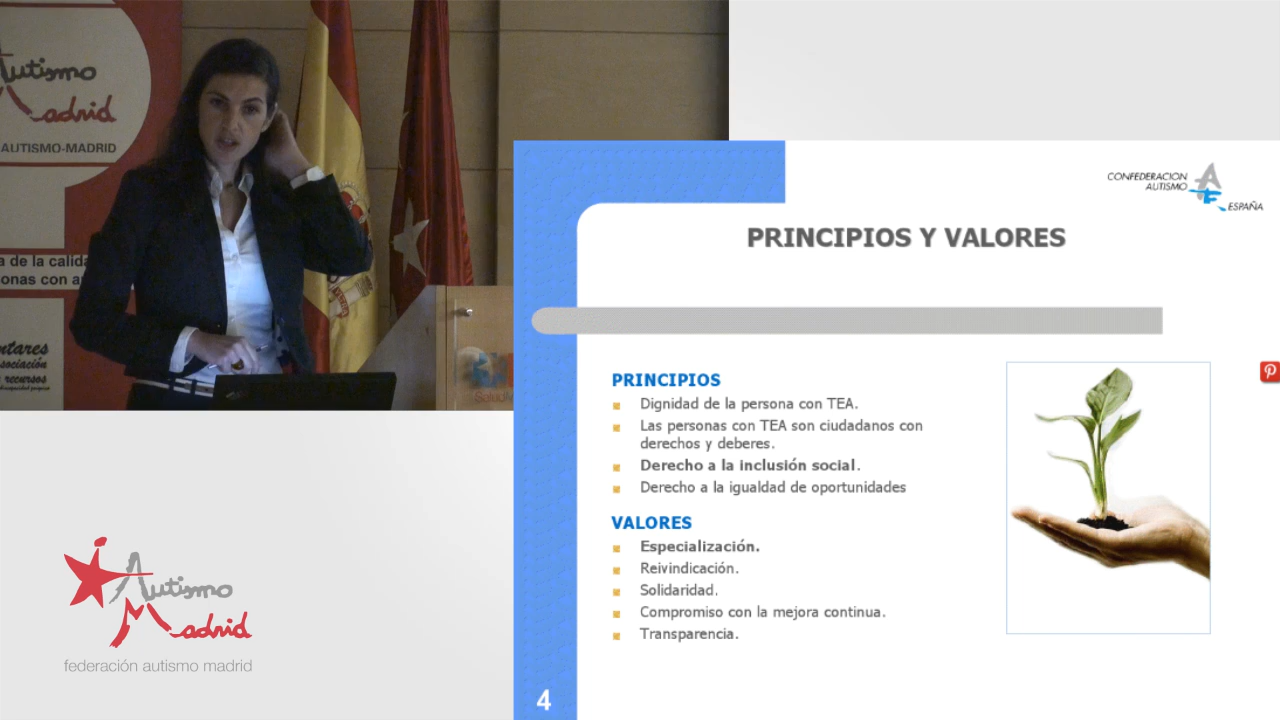 Autismo
Madrid
AUTISMO-MADRID
a de la calida
onas con a
ntares
sociación
recursos
CONFEDERACION
AUTISMO
ESPAÑA
PRINCIPIOS Y VALORES
PRINCIPIOS
Dignidad de la persona con TEA.
Las personas con TEA son ciudadanos con
derechos y deberes.
Derecho a la inclusión social.
Derecho a la igualdad de oportunidades
VALORES
Especialización.
Reivindicación.
Solidaridad.
Compromiso con la mejora continua.
Transparencia.
4
Autismo
Madrid
federación autismo madrid